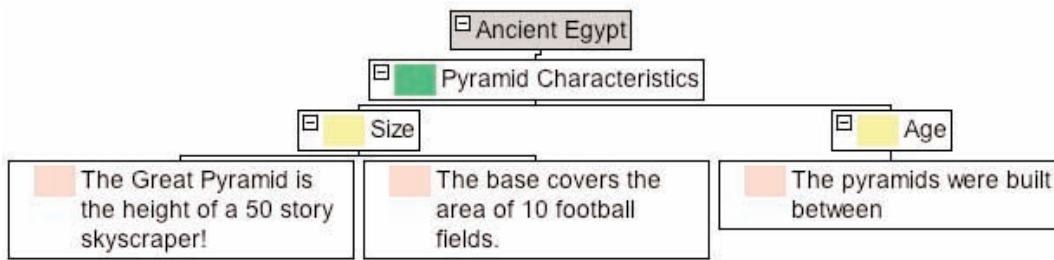 Ancient Egypt
Pyramid Characteristics
Size
Age
The Great Pyramid is
the height of a 50 story
skyscraper!
The base covers the
area of 10 football
fields.
The pyramids were built
between